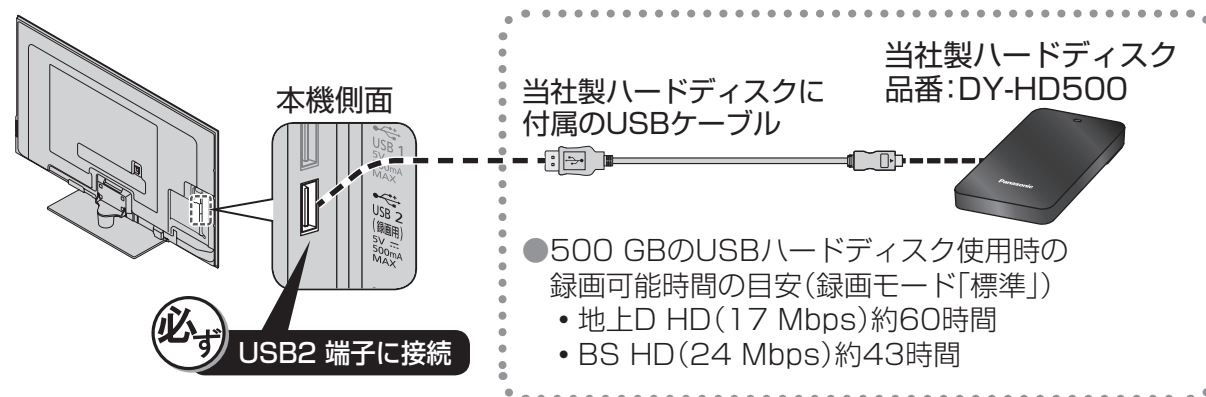 本機側面
USB 1
5V ⎓
500mA
MAX
USB 2
(録画用)
5V ⎓
500mA
MAX
必ず
USB2 端子に接続
当社製ハードディスクに
付属のUSBケーブル
当社製ハードディスク
品番:DY-HD500
Panasonic
●500 GBのUSBハードディスク使用時の
録画可能時間の目安(録画モード「標準」)
• 地上D HD(17 Mbps)約60時間
• BS HD(24 Mbps)約43時間